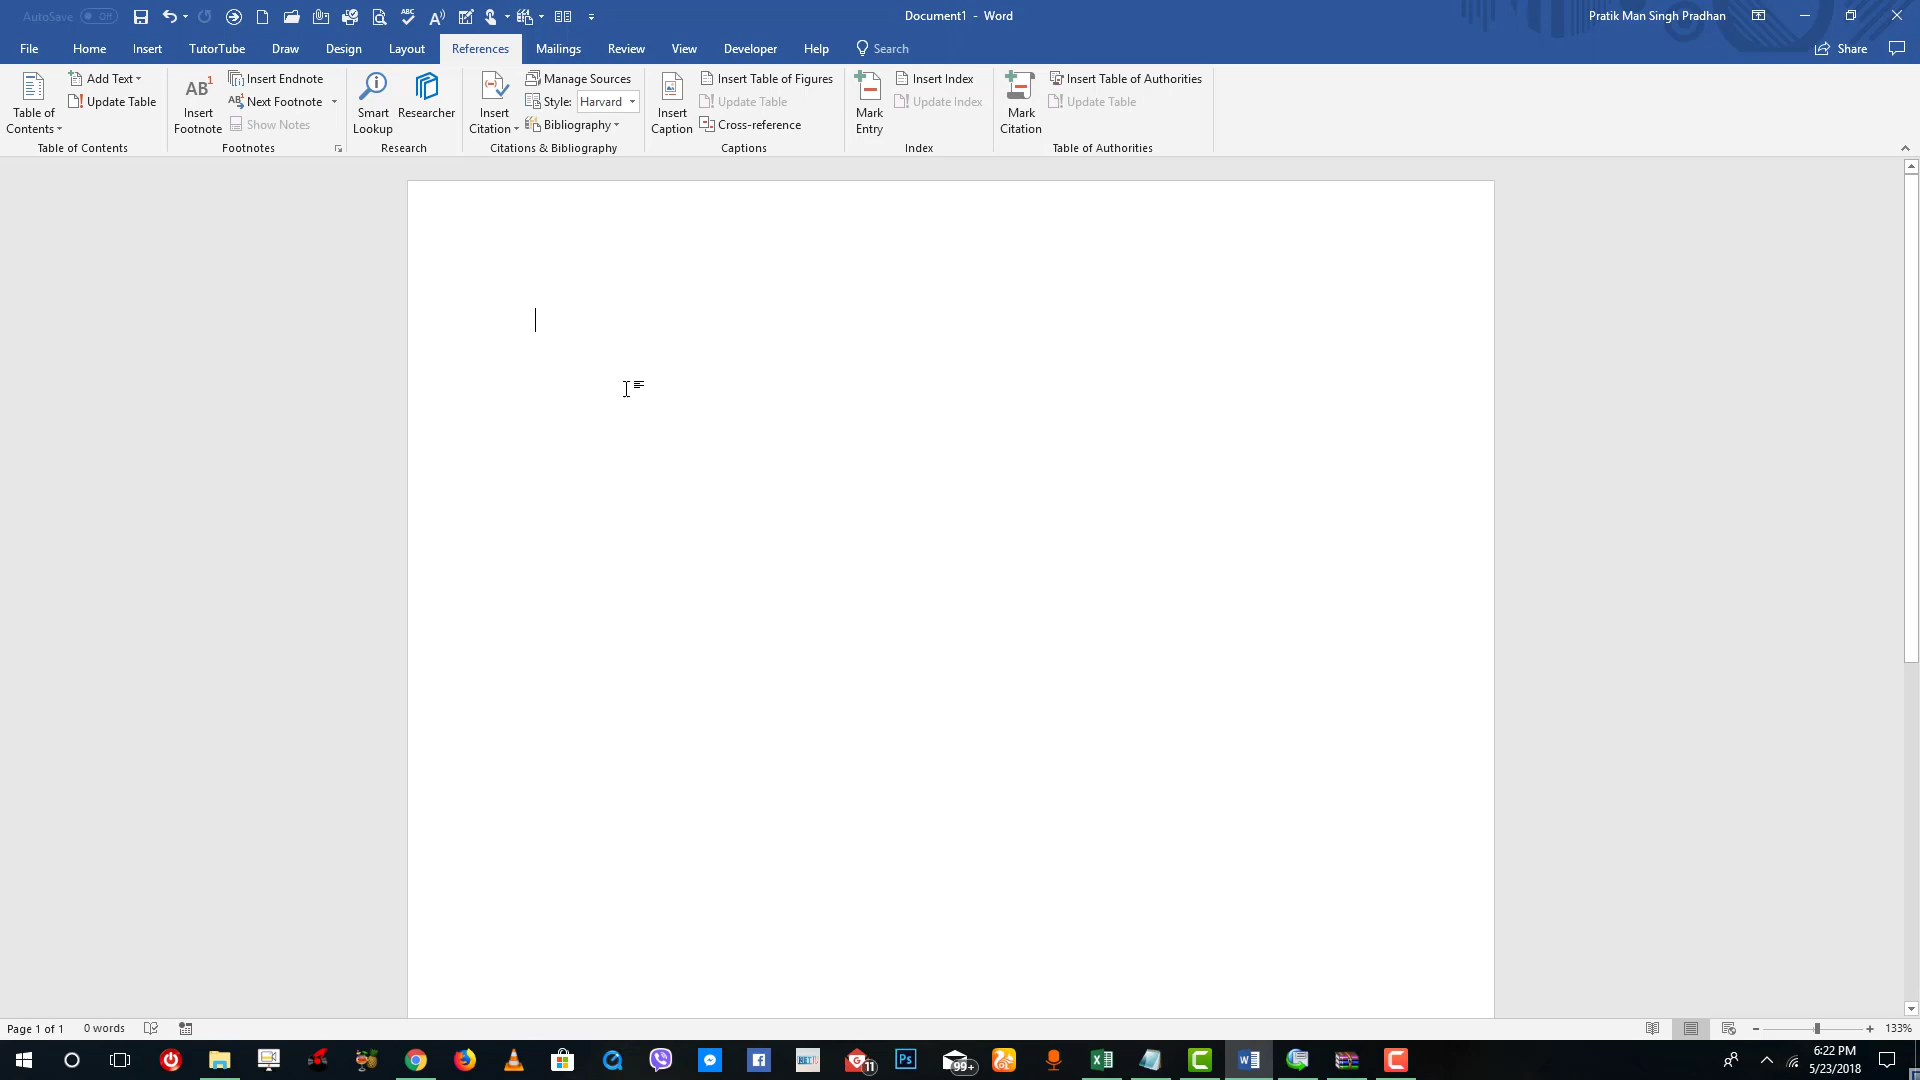 AutoSave Off
Document1 - Word
Pratik Man Singh Pradhan
File Home Insert TutorTube Draw Design Layout References Mailings Review View Developer Help Search
Share
Table of Contents
Add Text
Update Table
Table of Contents
AB1
Insert Footnote
Insert Endnote
Next Footnote
Show Notes
Footnotes
Smart Lookup
Researcher
Research
Insert Citation
Manage Sources
Style: Harvard
Bibliography
Citations & Bibliography
Insert Caption
Insert Table of Figures
Update Table
Cross-reference
Captions
Mark Entry
Insert Index
Update Index
Index
Mark Citation
Insert Table of Authorities
Update Table
Table of Authorities
Page 1 of 1
0 words
133%
11
Ps
99+
6:22 PM
5/23/2018